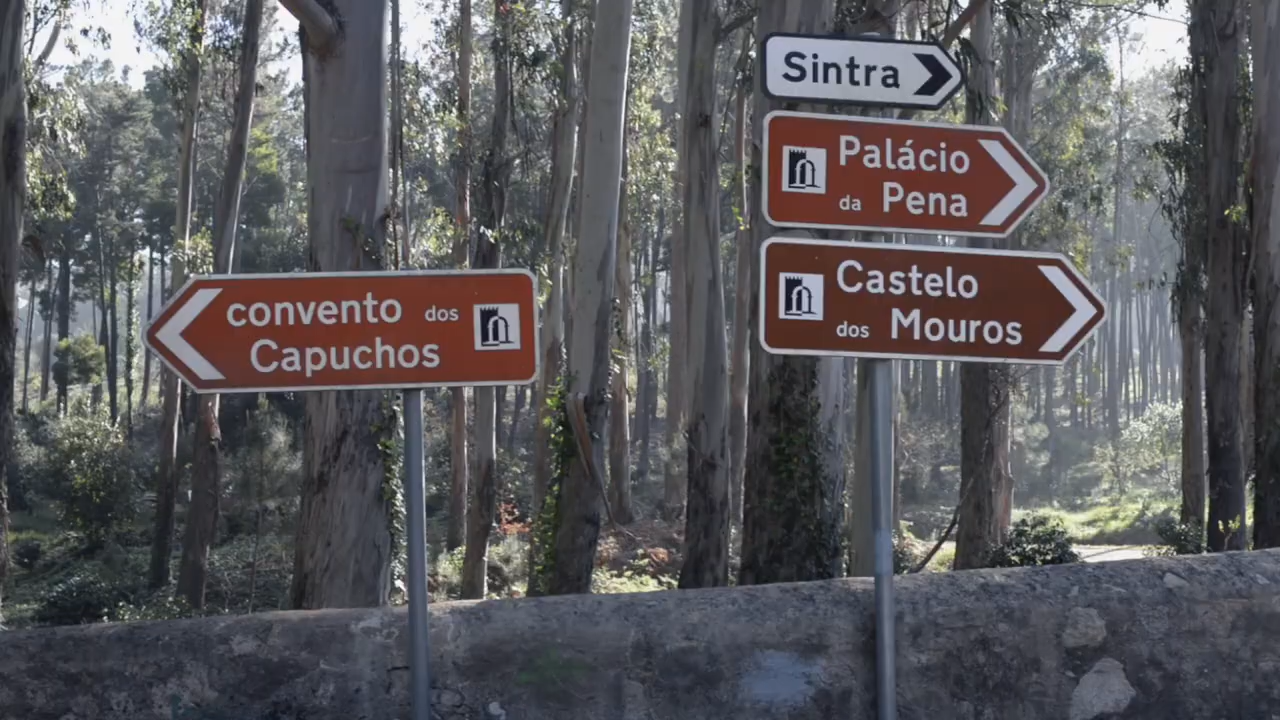 Sintra
Palácio
da Pena
Castelo
dos Mouros
convento dos
Capuchos